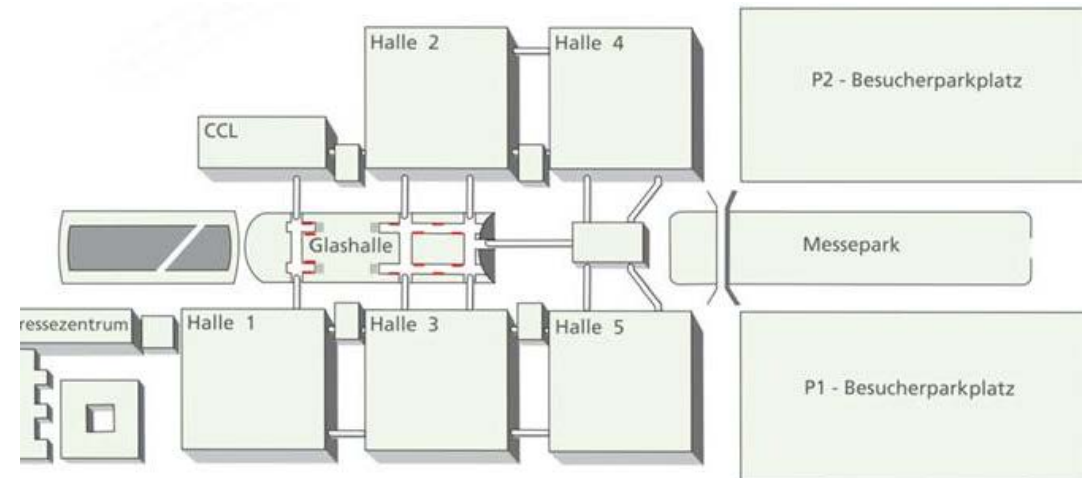 Halle 2
Halle 4
P2 - Besucherparkplatz
CCL
Glashalle
Messepark
ressezentrum
Halle 1
Halle 3
Halle 5
P1 - Besucherparkplatz